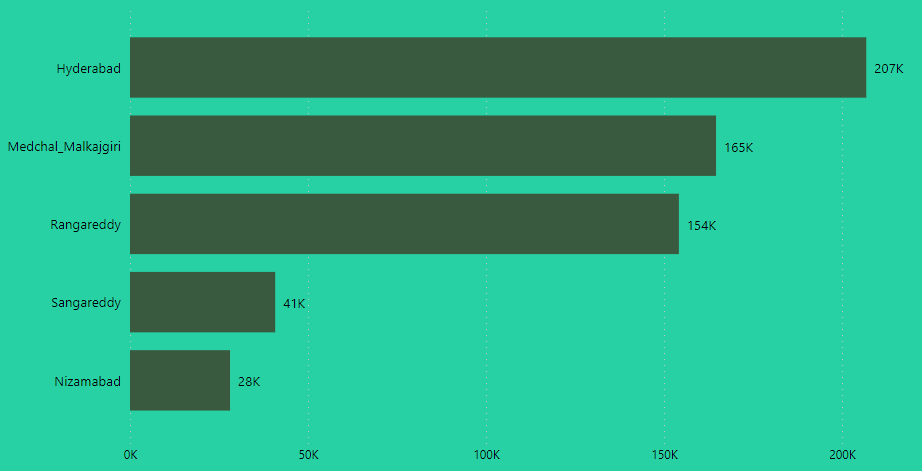 Hyderabad 207K
Medchal_Malkajgiri 165K
Rangareddy 154K
Sangareddy 41K
Nizamabad 28K
0K 50K 100K 150K 200K